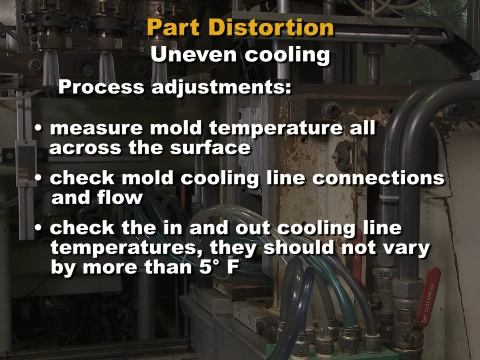 Part Distortion
Uneven cooling
Process adjustments:
• measure mold temperature all
across the surface
• check mold cooling line connections
and flow
• check the in and out cooling line
temperatures, they should not vary
by more than 5° F